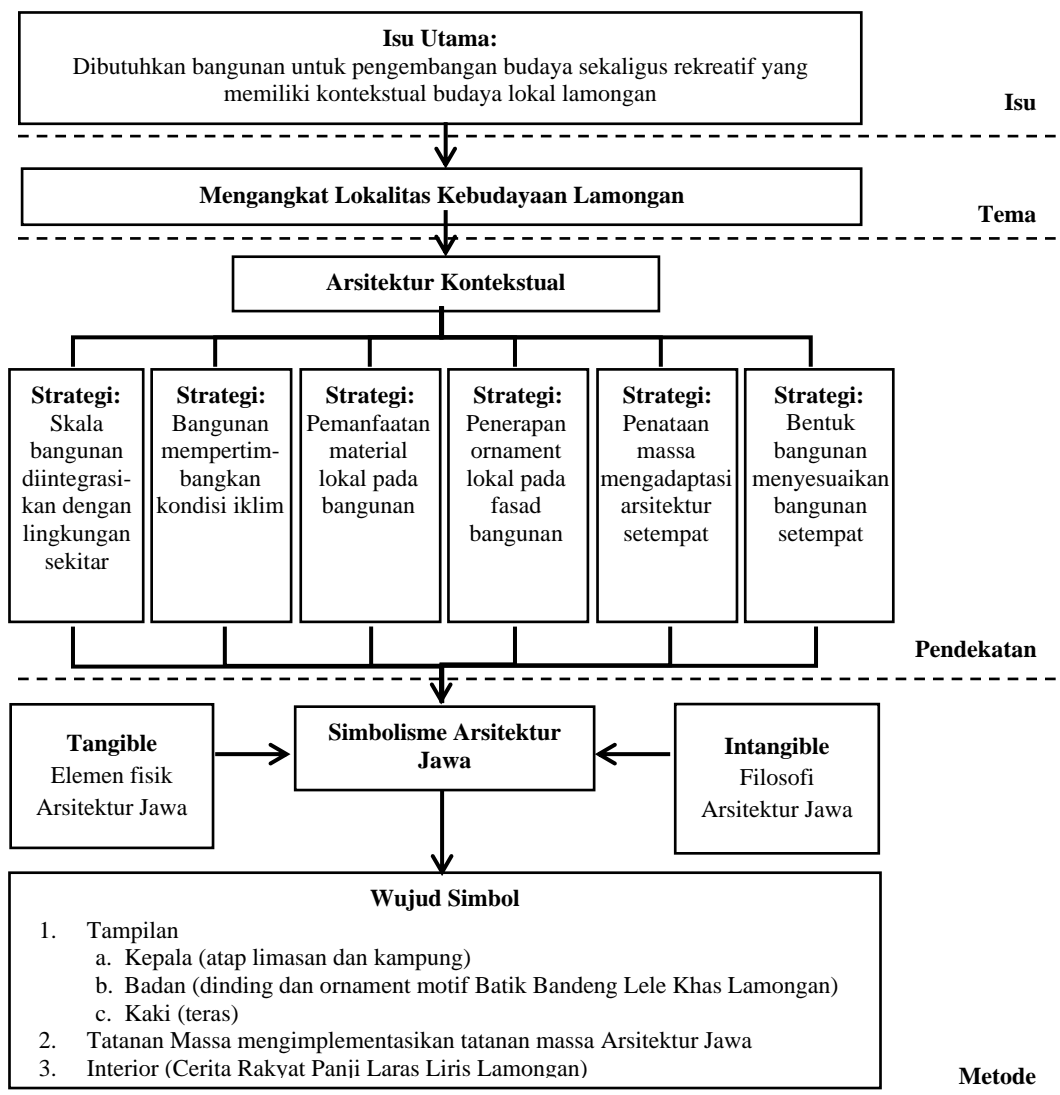 Isu Utama:
Dibutuhkan bangunan untuk pengembangan budaya sekaligus rekreatif yang
memiliki kontekstual budaya lokal lamongan
Isu
Mengangkat Lokalitas Kebudayaan Lamongan
Tema
Arsitektur Kontekstual
Strategi:
Skala
bangunan
diintegrasi-
kan dengan
lingkungan
sekitar
Strategi:
Bangunan
mempertim-
bangkan
kondisi iklim
Strategi:
Pemanfaatan
material
lokal pada
bangunan
Strategi:
Penerapan
ornament
lokal pada
fasad
bangunan
Strategi:
Penataan
massa
mengadaptasi
arsitektur
setempat
Strategi:
Bentuk
bangunan
menyesuaikan
bangunan
setempat
Pendekatan
Tangible
Elemen fisik
Arsitektur Jawa
Simbolisme Arsitektur
Jawa
Intangible
Filosofi
Arsitektur Jawa
Wujud Simbol
1. Tampilan
a. Kepala (atap limasan dan kampung)
b. Badan (dinding dan ornament motif Batik Bandeng Lele Khas Lamongan)
c. Kaki (teras)
2. Tatanan Massa mengimplementasikan tatanan massa Arsitektur Jawa
3. Interior (Cerita Rakyat Panji Laras Liris Lamongan)
Metode